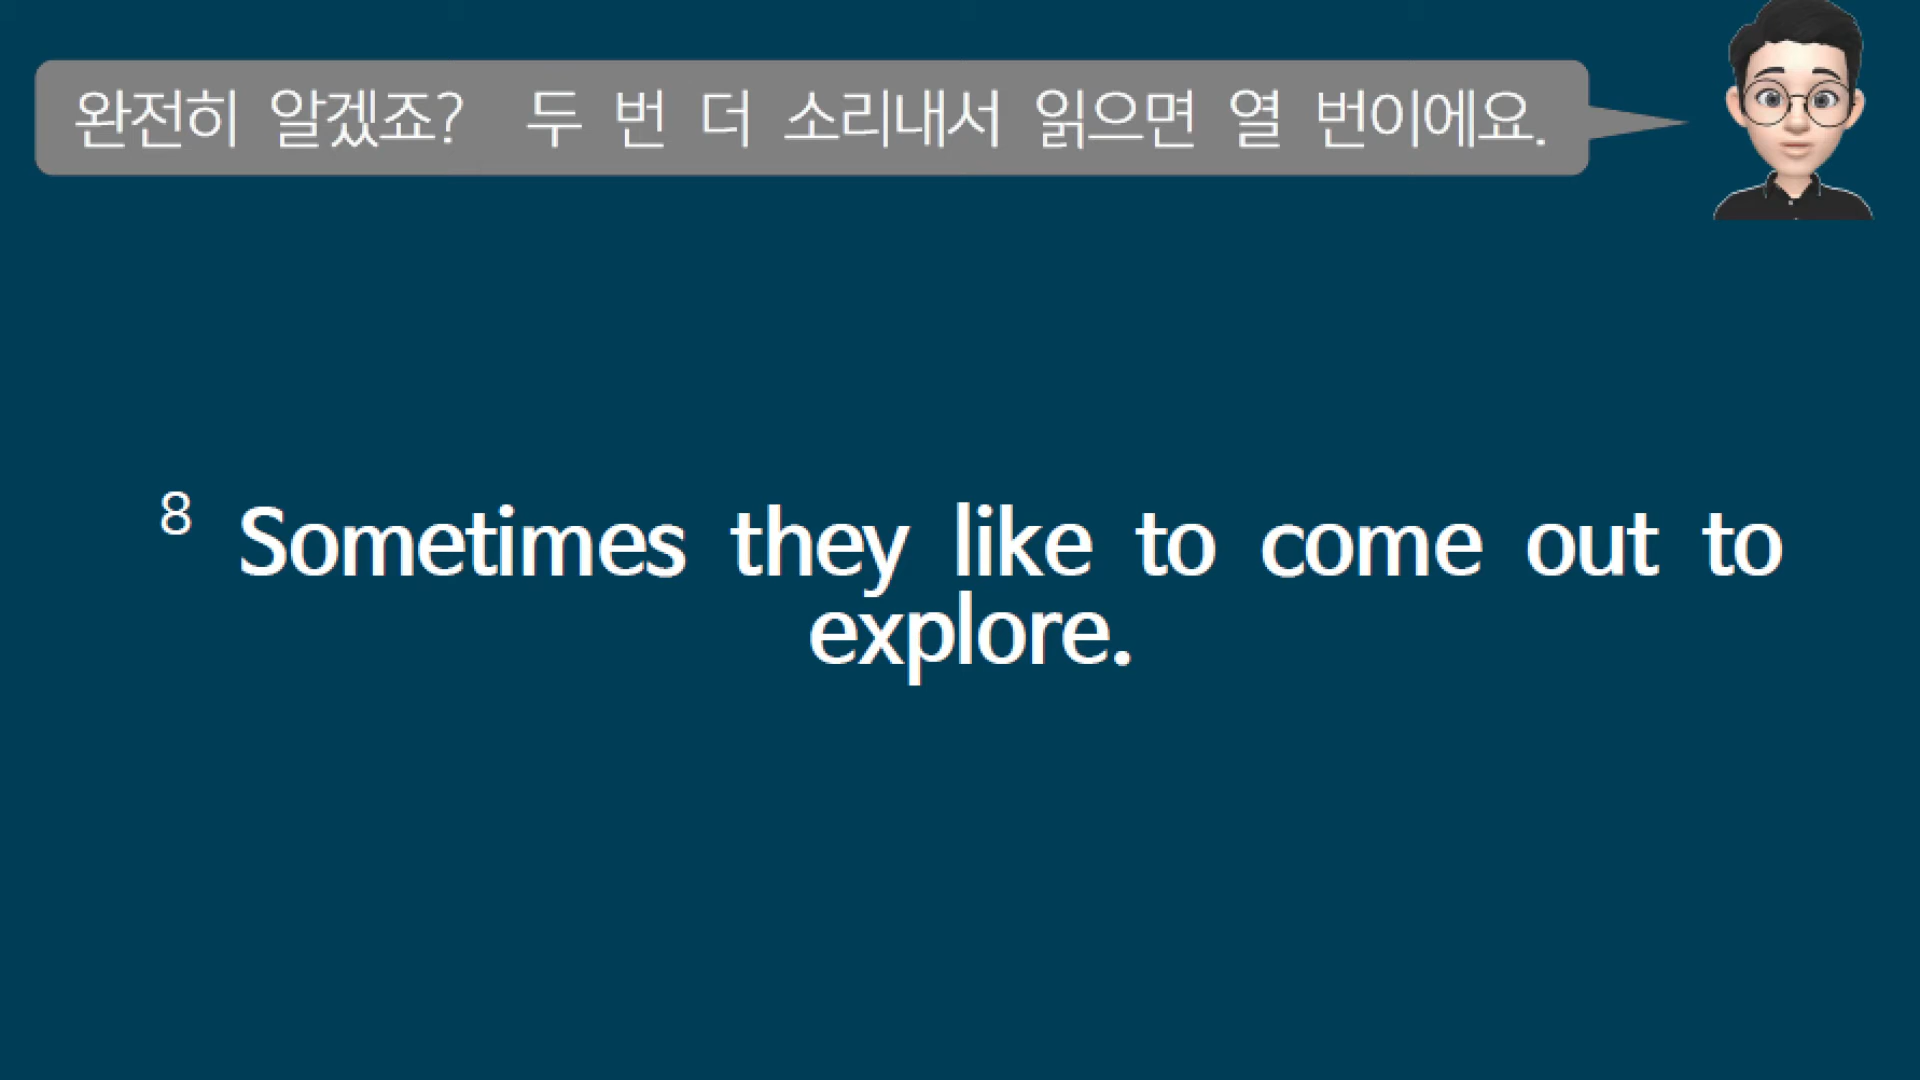 완전히 알겠죠? 두 번 더 소리내서 읽으면 열 번이에요.
8 Sometimes they like to come out to
explore.